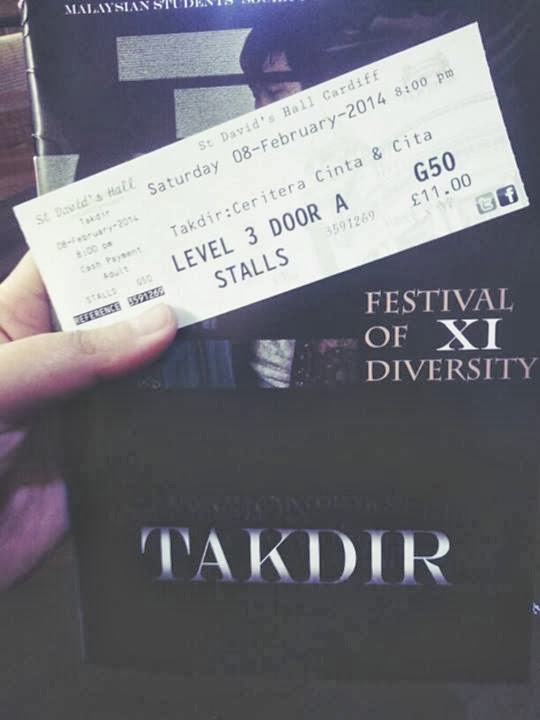 MALAYSIAN STUDENTS' SOCIETY
St David's Hall Cardiff
Saturday 08-February-2014 8:00 pm
Takdir:Ceritera Cinta & Cita
LEVEL 3 DOOR A
STALLS
G50
£11.00
3591269
St David's Hall
Takdir
08-February-2014
8:00 pm
Cash Payment
Adult
STALLS G50
REFERENCE 3591269
FESTIVAL
OF XI
DIVERSITY
TAKDIR